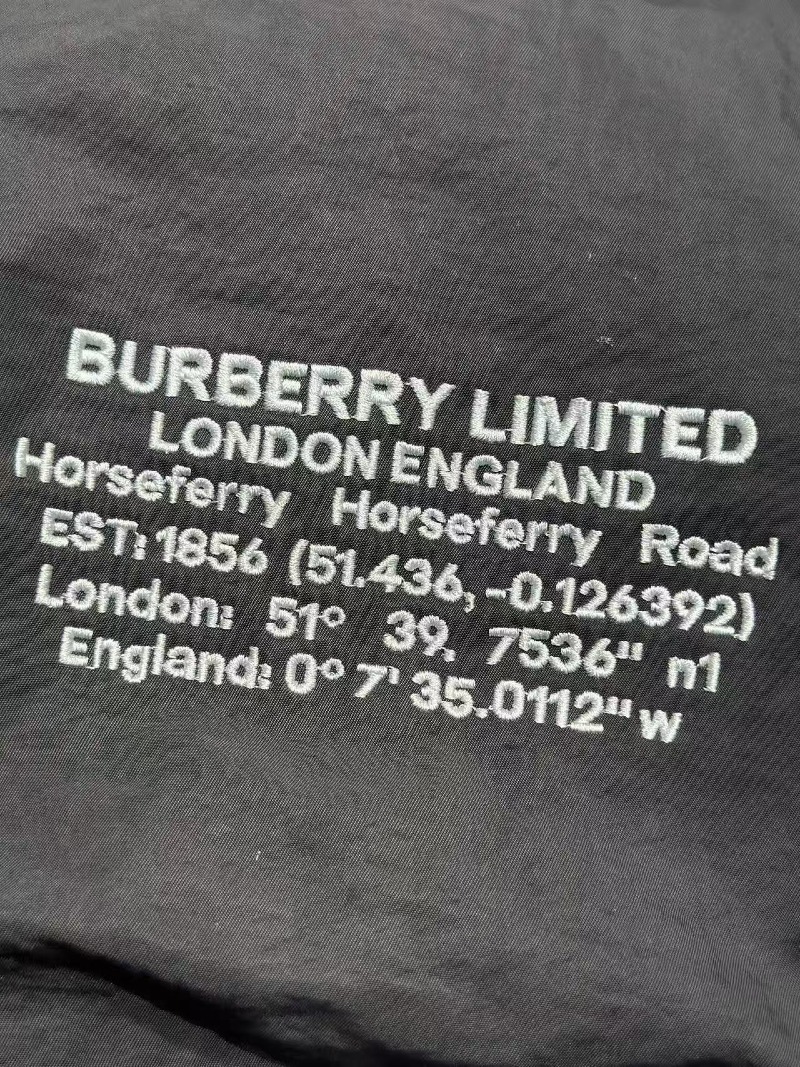 BURBERRY LIMITED
LONDON ENGLAND
Horseferry Horseferry Road
EST: 1856 (51.436, -0.126392)
London: 51° 39. 7536" n1
England: 0° 7' 35.0112" w